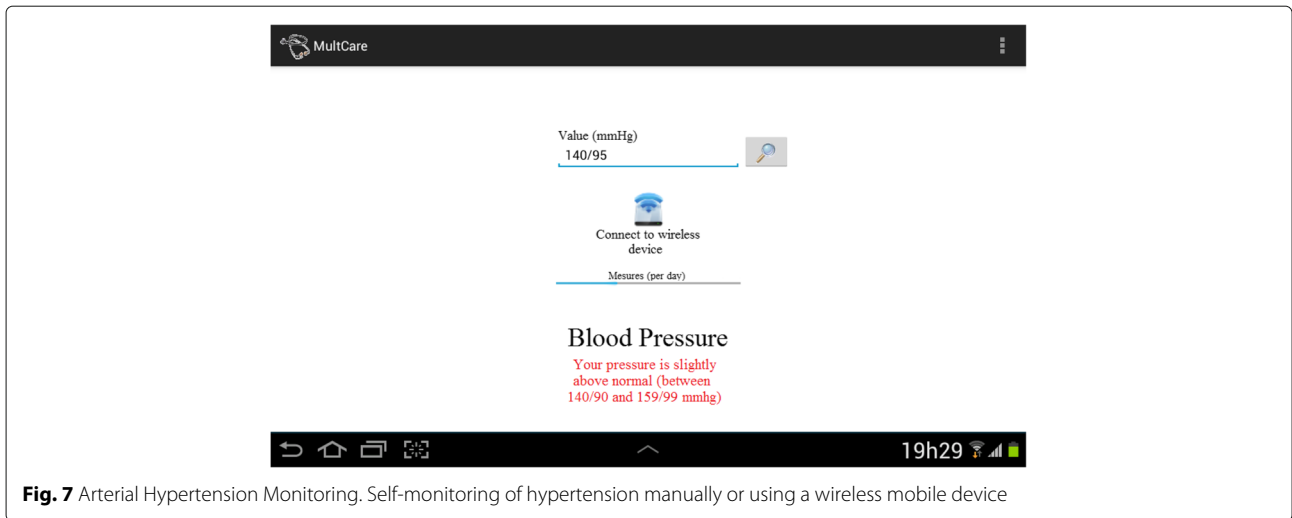 MultCare
Value (mmHg)
140/95
Connect to wireless
device
Mesures (per day)
Blood Pressure
Your pressure is slightly
above normal (between
140/90 and 159/99 mmhg)
19h29
Fig. 7 Arterial Hypertension Monitoring. Self-monitoring of hypertension manually or using a wireless mobile device